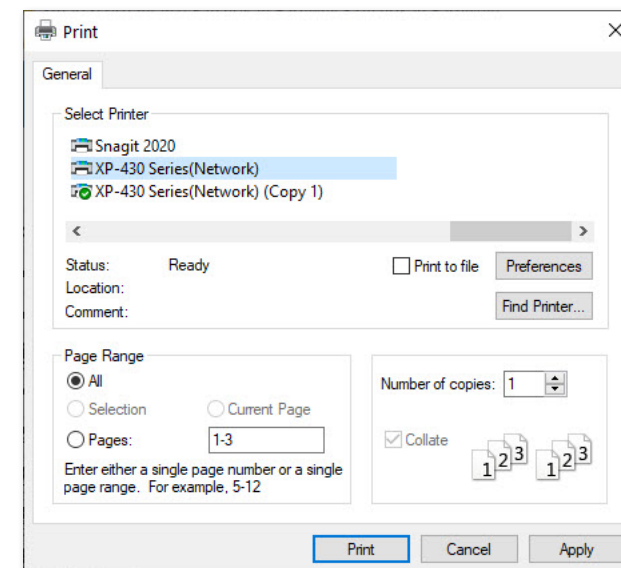 Print
General
Select Printer
Snagit 2020
XP-430 Series(Network)
XP-430 Series(Network) (Copy 1)
Status: Ready
Print to file
Preferences
Location:
Comment:
Find Printer...
Page Range
All
Selection
Current Page
Pages: 1-3
Enter either a single page number or a single
page range. For example, 5-12
Number of copies: 1
Collate
1 2 3 1 2 3
Print Cancel Apply